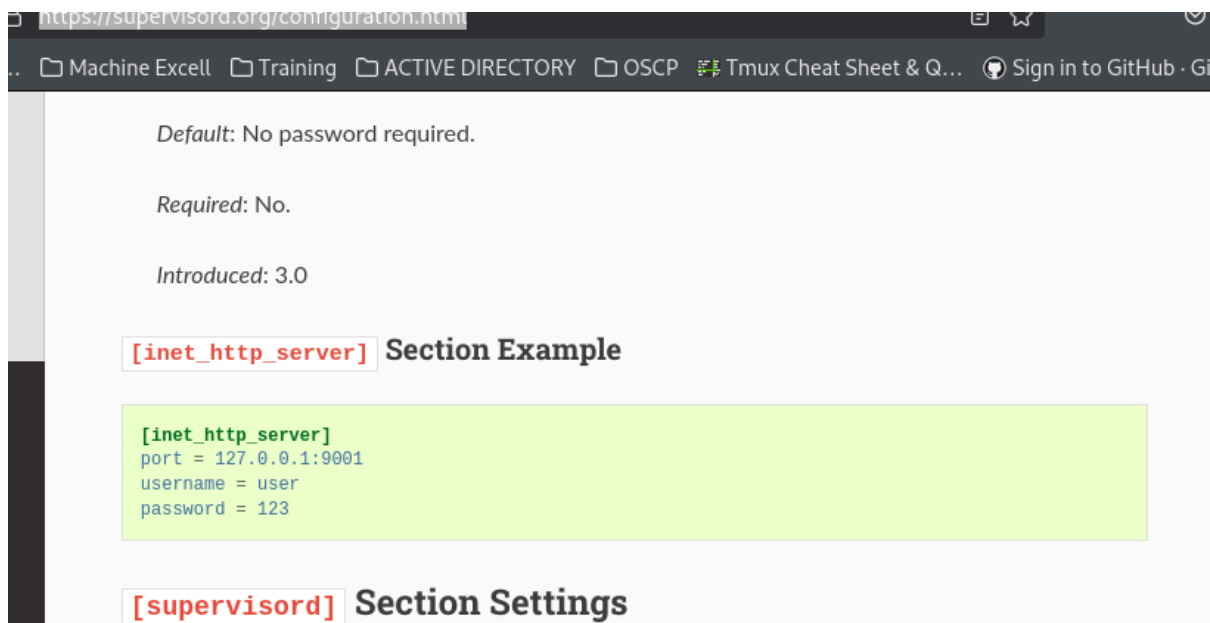 https://supervisord.org/configuration.html
.. Machine Excell Training ACTIVE DIRECTORY OSCP Tmux Cheat Sheet & Q... Sign in to GitHub · Gi
Default: No password required.
Required: No.
Introduced: 3.0
[inet_http_server] Section Example
[inet_http_server]
port = 127.0.0.1:9001
username = user
password = 123
[supervisord] Section Settings